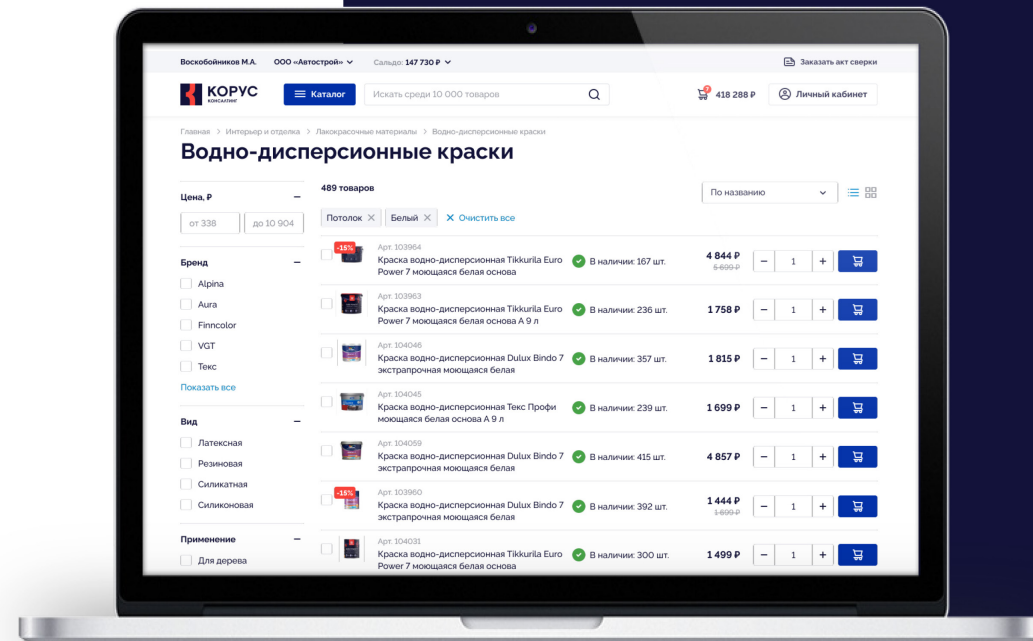 Воскобойников М.А. ООО «Автострой» Сальдо: 147 730 ₽ Заказать акт сверки
КОРУС
КОНСАЛТИНГ
Каталог
Искать среди 10 000 товаров
7
418 288 ₽
Личный кабинет
Главная > Интерьер и отделка > Лакокрасочные материалы > Водно-дисперсионные краски
Водно-дисперсионные краски
Цена, ₽
от 338 до 10 904
Бренд
Alpina
Aura
Finncolor
VGT
Текс
Показать все
Вид
Латексная
Резиновая
Силикатная
Силиконовая
Применение
Для дерева
489 товаров
По названию
Потолок × Белый × × Очистить все
-15%
Арт. 103964
Краска водно-дисперсионная Tikkurila Euro
Power 7 моющаяся белая основа
В наличии: 167 шт.
4 844 ₽
5 699 ₽
− 1 +
Арт. 103963
Краска водно-дисперсионная Tikkurila Euro
Power 7 моющаяся белая основа А 9 л
В наличии: 236 шт.
1 758 ₽
− 1 +
Арт. 104046
Краска водно-дисперсионная Dulux Bindo 7
экстрапрочная моющаяся белая
В наличии: 357 шт.
1 815 ₽
− 1 +
Арт. 104045
Краска водно-дисперсионная Текс Профи
моющаяся белая основа А 9 л
В наличии: 239 шт.
1 699 ₽
− 1 +
Арт. 104059
Краска водно-дисперсионная Dulux Bindo 7
экстрапрочная моющаяся белая
В наличии: 415 шт.
4 857 ₽
− 1 +
-15%
Арт. 103960
Краска водно-дисперсионная Dulux Bindo 7
экстрапрочная моющаяся белая
В наличии: 392 шт.
1 444 ₽
1 699 ₽
− 1 +
Арт. 104031
Краска водно-дисперсионная Tikkurila Euro
Power 7 моющаяся белая основа
В наличии: 300 шт.
1 499 ₽
− 1 +